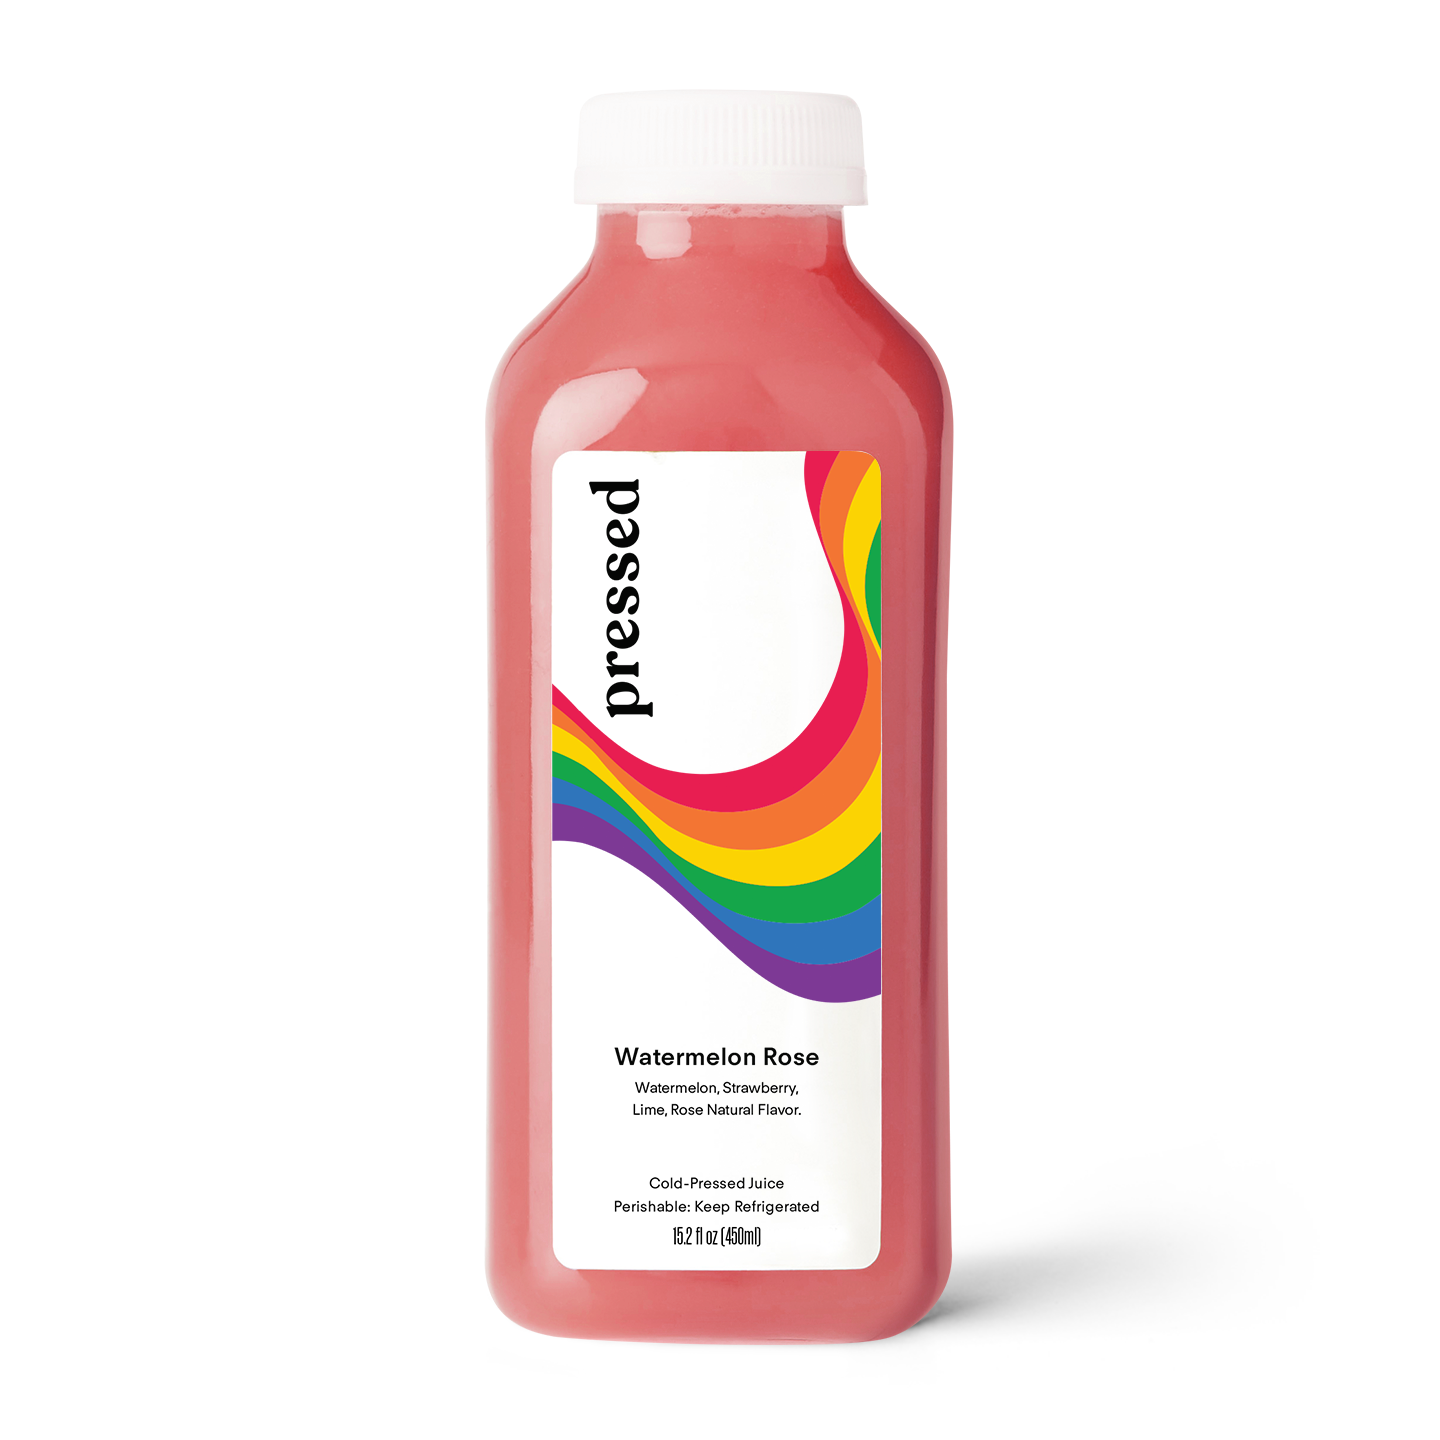 pressed
Watermelon Rose
Watermelon, Strawberry,
Lime, Rose Natural Flavor.
Cold-Pressed Juice
Perishable: Keep Refrigerated
15.2 fl oz (450ml)